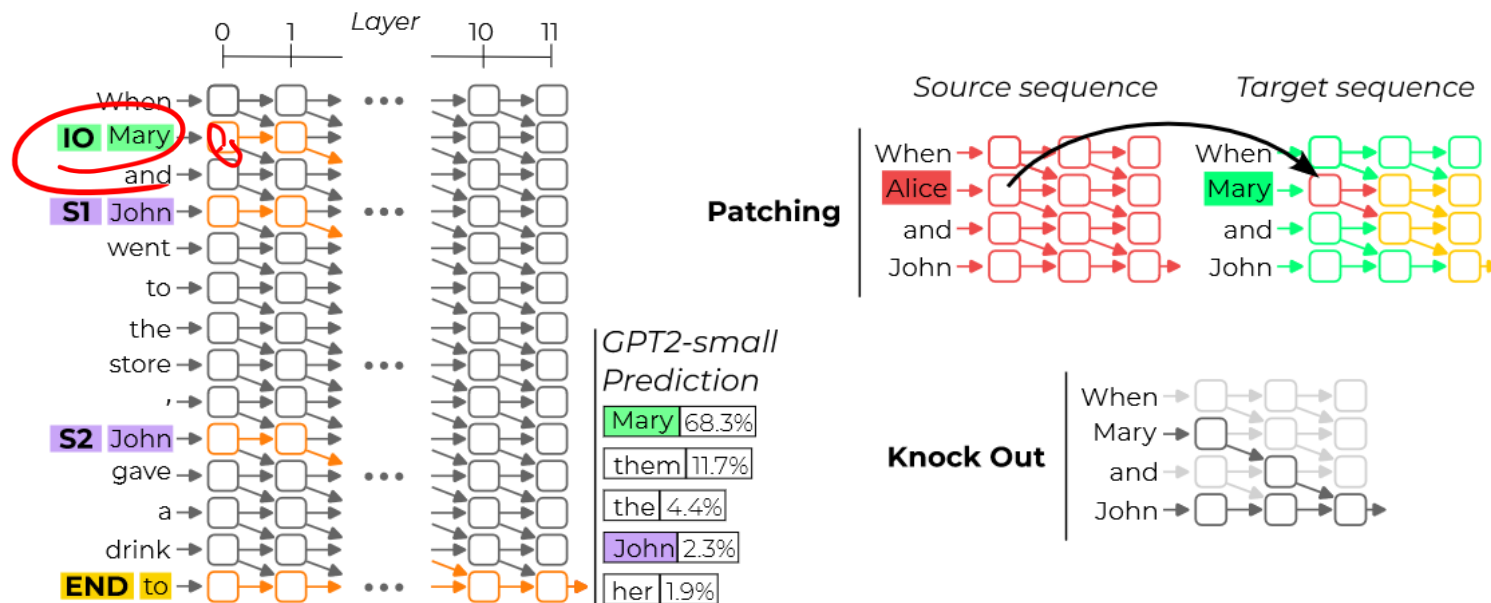 Layer
0 1 10 11
When
IO Mary
and
S1 John
went
to
the
store
,
S2 John
gave
a
drink
END to
GPT2-small
Prediction
Mary 68.3%
them 11.7%
the 4.4%
John 2.3%
her 1.9%
Patching
Source sequence
When
Alice
and
John
Target sequence
When
Mary
and
John
Knock Out
When
Mary
and
John